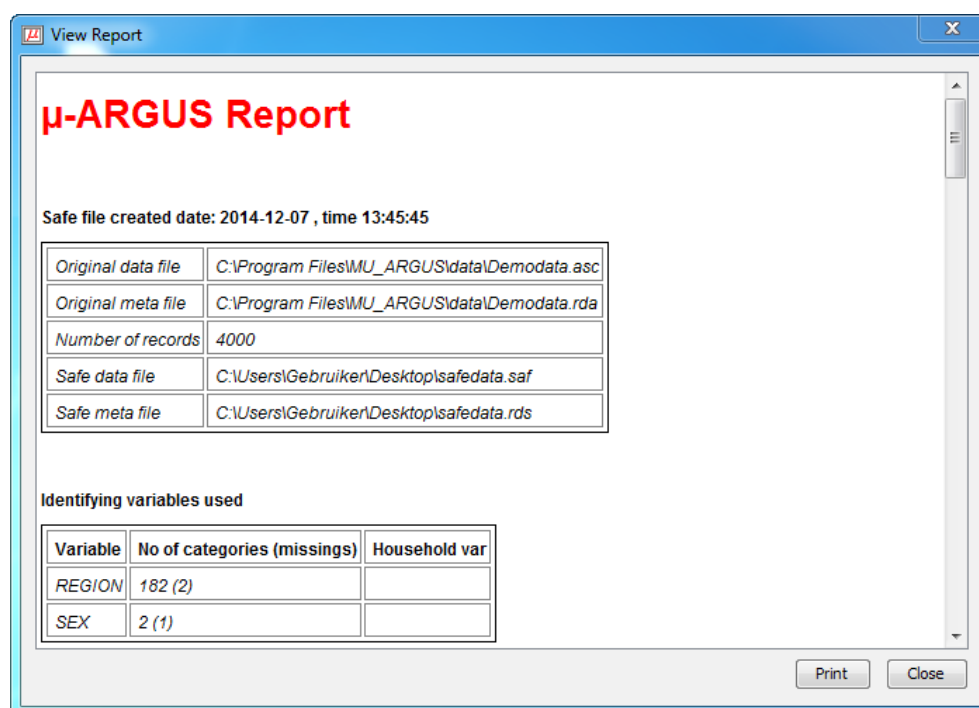 View Report
µ-ARGUS Report
Safe file created date: 2014-12-07 , time 13:45:45
Original data file C:\Program Files\MU_ARGUS\data\Demodata.asc
Original meta file C:\Program Files\MU_ARGUS\data\Demodata.rda
Number of records 4000
Safe data file C:\Users\Gebruiker\Desktop\safedata.saf
Safe meta file C:\Users\Gebruiker\Desktop\safedata.rds
Identifying variables used
Variable No of categories (missings) Household var
REGION 182 (2)
SEX 2 (1)
Print Close